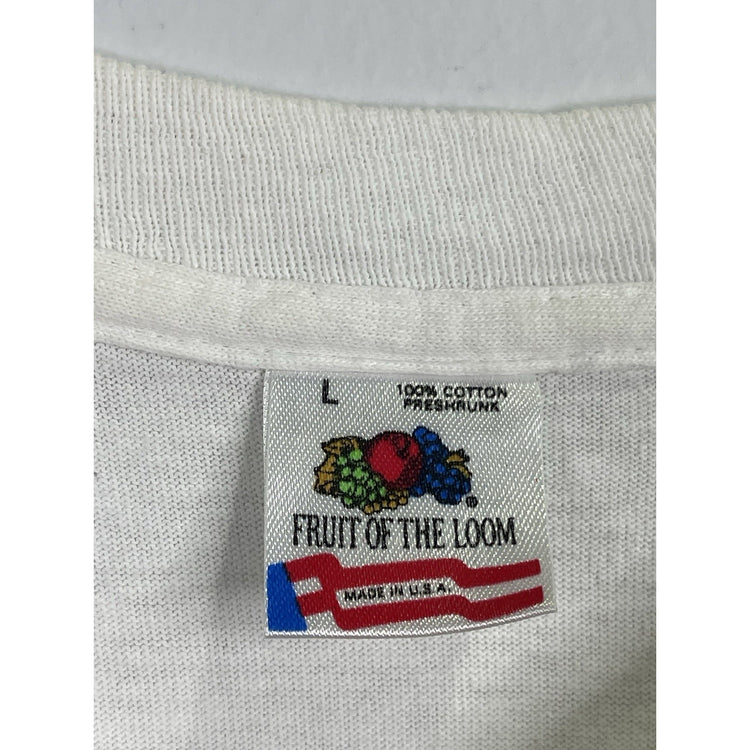 L
100% COTTON
PRESHRUNK
®
FRUIT OF THE LOOM
MADE IN U.S.A.